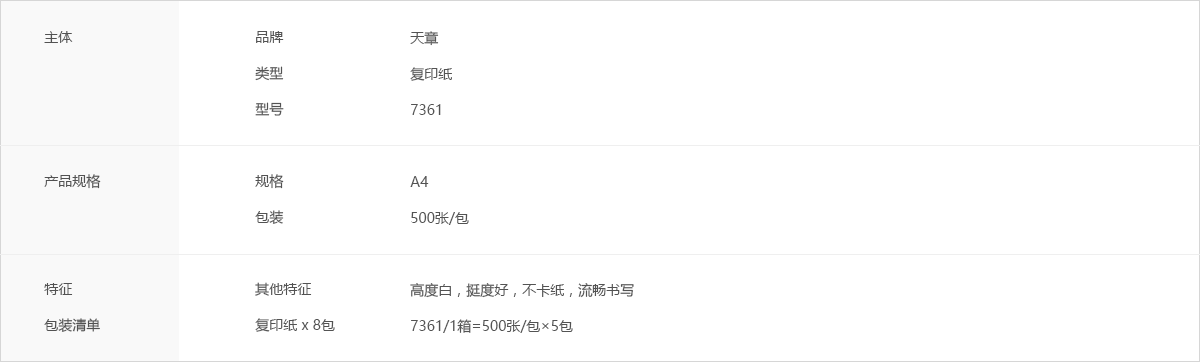 主体 品牌 天章
类型 复印纸
型号 7361
产品规格 规格 A4
包装 500张/包
特征 其他特征 高度白，挺度好，不卡纸，流畅书写
包装清单 复印纸 x 8包 7361/1箱=500张/包×5包